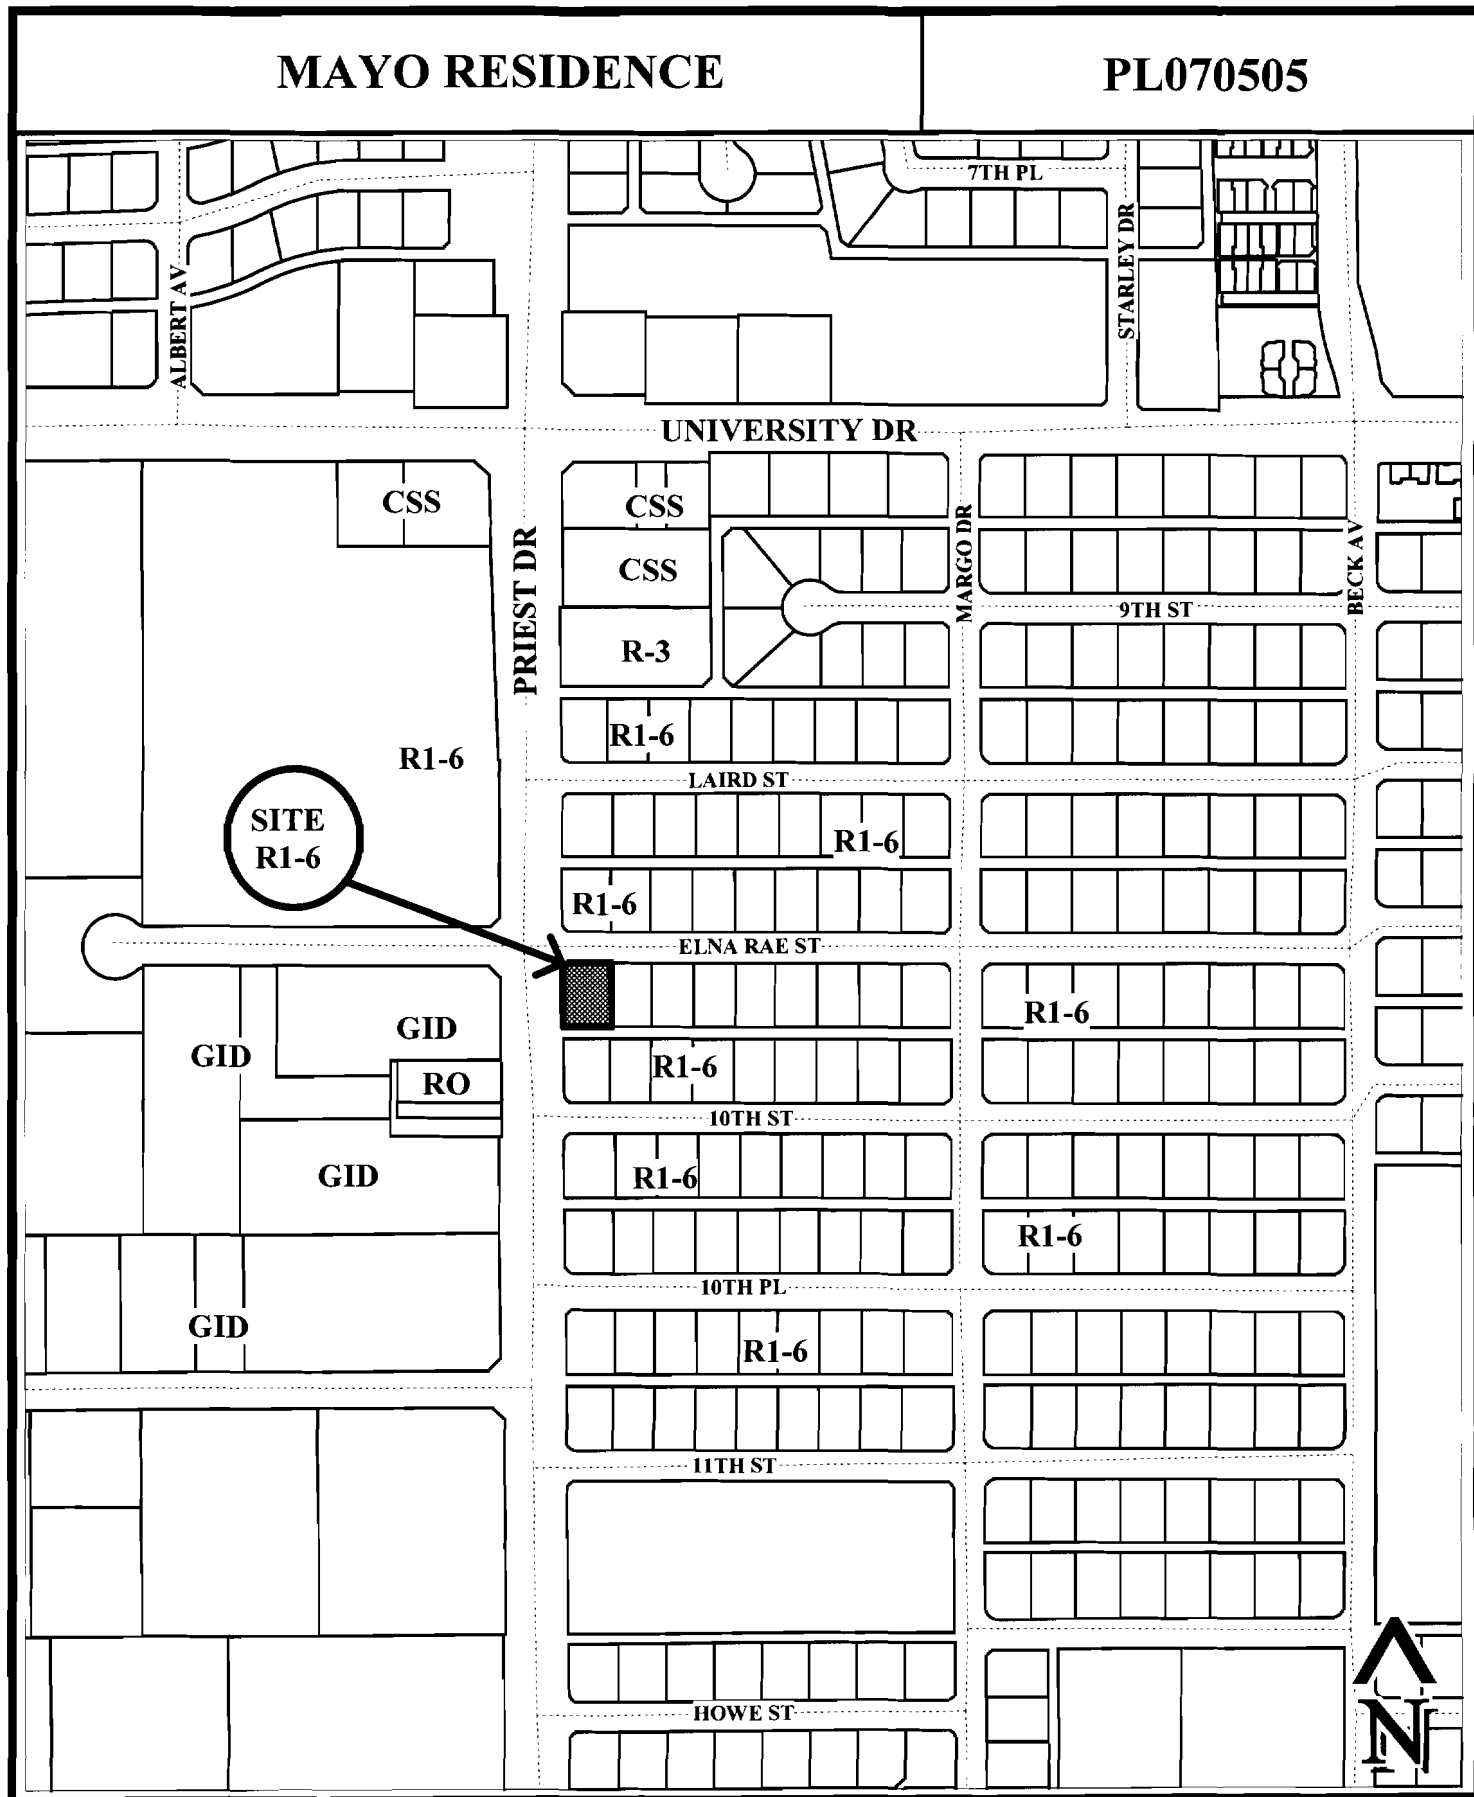 MAYO RESIDENCE
PL070505
7TH PL
STARLEY DR
ALBERT AV
UNIVERSITY DR
CSS
CSS
PRIEST DR
MARGO DR
BECK AV
CSS
9TH ST
R-3
R1-6
R1-6
LAIRD ST
SITE
R1-6
R1-6
R1-6
ELNA RAE ST
R1-6
GID
GID
R1-6
RO
10TH ST
GID
R1-6
R1-6
10TH PL
GID
R1-6
11TH ST
HOWE ST
N